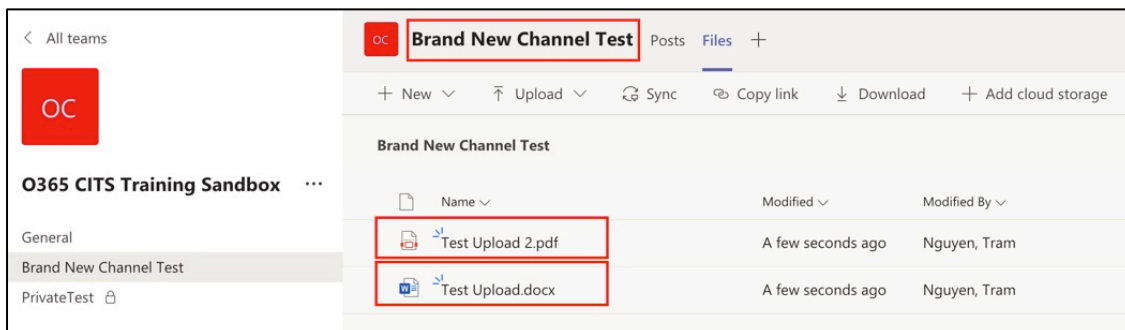 All teams
OC
O365 CITS Training Sandbox ...
General
Brand New Channel Test
PrivateTest
OC Brand New Channel Test Posts Files +
+ New Upload Sync Copy link Download + Add cloud storage
Brand New Channel Test
Name Modified Modified By
Test Upload 2.pdf A few seconds ago Nguyen, Tram
W Test Upload.docx A few seconds ago Nguyen, Tram